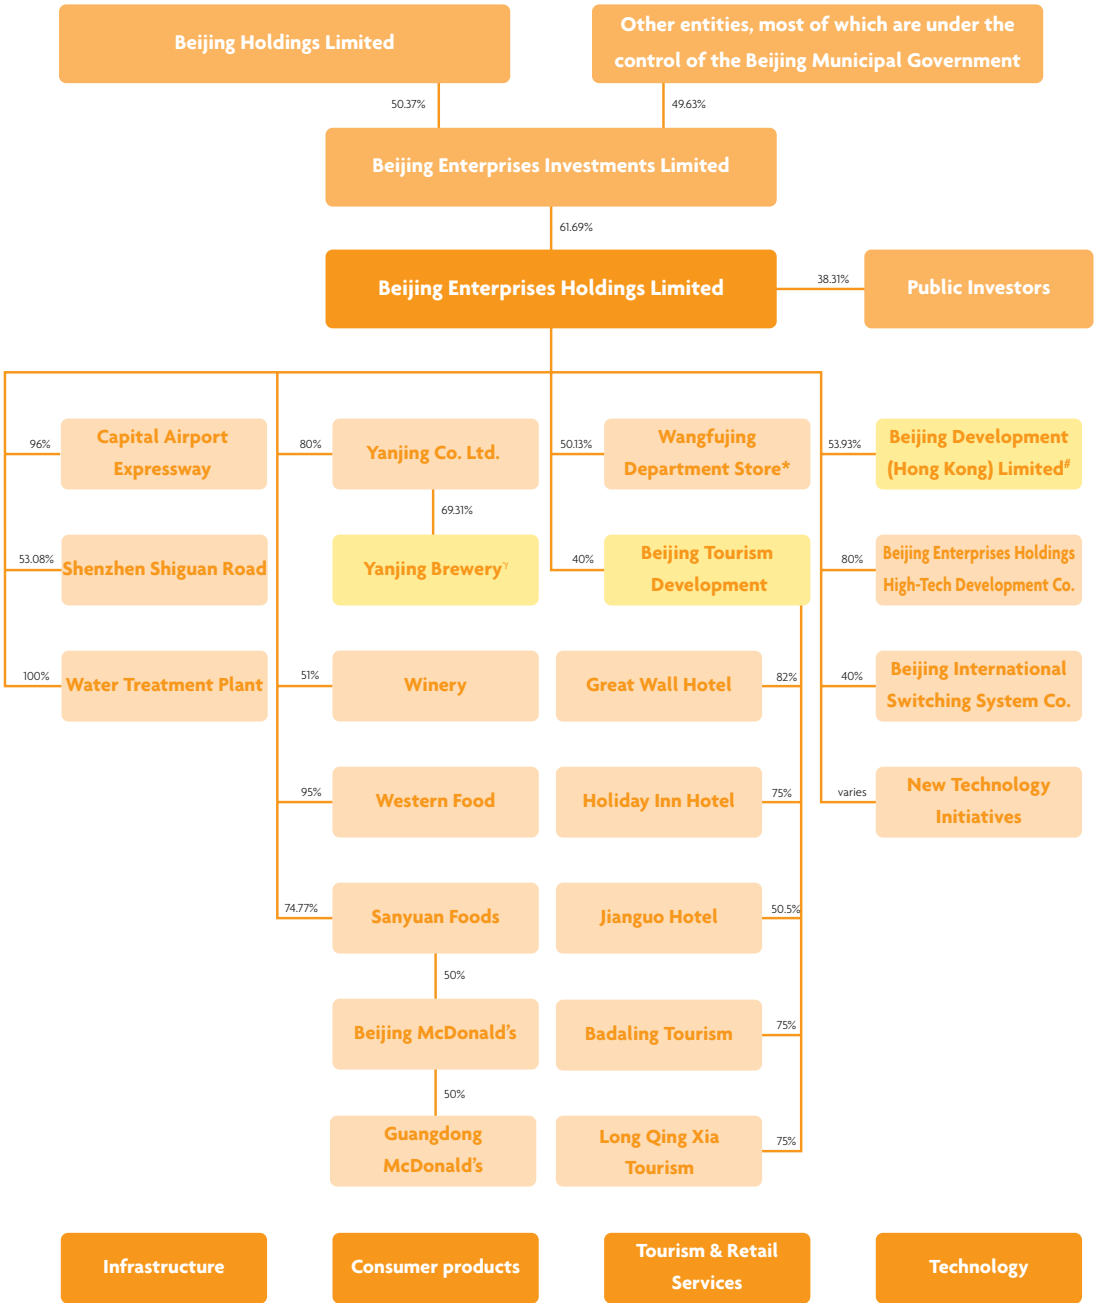 Beijing Holdings Limited
Other entities, most of which are under the
control of the Beijing Municipal Government
50.37%
49.63%
Beijing Enterprises Investments Limited
61.69%
Beijing Enterprises Holdings Limited
38.31%
Public Investors
96%
Capital Airport
Expressway
80%
Yanjing Co. Ltd.
50.13%
Wangfujing
Department Store*
53.93%
Beijing Development
(Hong Kong) Limited#
69.31%
53.08%
Shenzhen Shiguan Road
Yanjing Breweryγ
40%
Beijing Tourism
Development
80%
Beijing Enterprises Holdings
High-Tech Development Co.
100%
Water Treatment Plant
51%
Winery
Great Wall Hotel
82%
40%
Beijing International
Switching System Co.
95%
Western Food
Holiday Inn Hotel
75%
varies
New Technology
Initiatives
74.77%
Sanyuan Foods
Jianguo Hotel
50.5%
50%
Beijing McDonald's
Badaling Tourism
75%
50%
Guangdong
McDonald's
Long Qing Xia
Tourism
75%
Infrastructure
Consumer products
Tourism & Retail
Services
Technology